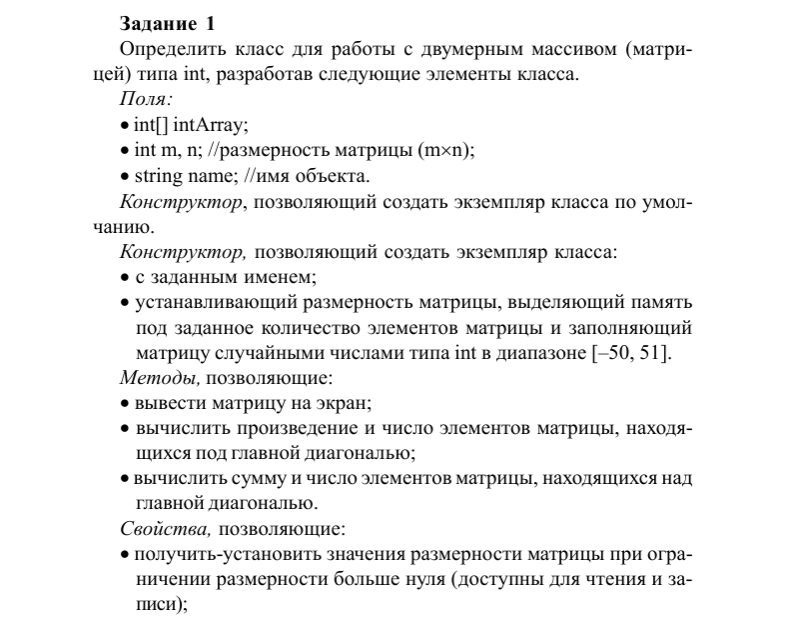 Задание 1
Определить класс для работы с двумерным массивом (матри-
цей) типа int, разработав следующие элементы класса.
Поля:
• int[] intArray;
• int m, n; //размерность матрицы (m×n);
• string name; //имя объекта.
Конструктор, позволяющий создать экземпляр класса по умол-
чанию.
Конструктор, позволяющий создать экземпляр класса:
• с заданным именем;
• устанавливающий размерность матрицы, выделяющий память
под заданное количество элементов матрицы и заполняющий
матрицу случайными числами типа int в диапазоне [–50, 51].
Методы, позволяющие:
• вывести матрицу на экран;
• вычислить произведение и число элементов матрицы, находя-
щихся под главной диагональю;
• вычислить сумму и число элементов матрицы, находящихся над
главной диагональю.
Свойства, позволяющие:
• получить-установить значения размерности матрицы при огра-
ничении размерности больше нуля (доступны для чтения и за-
писи);